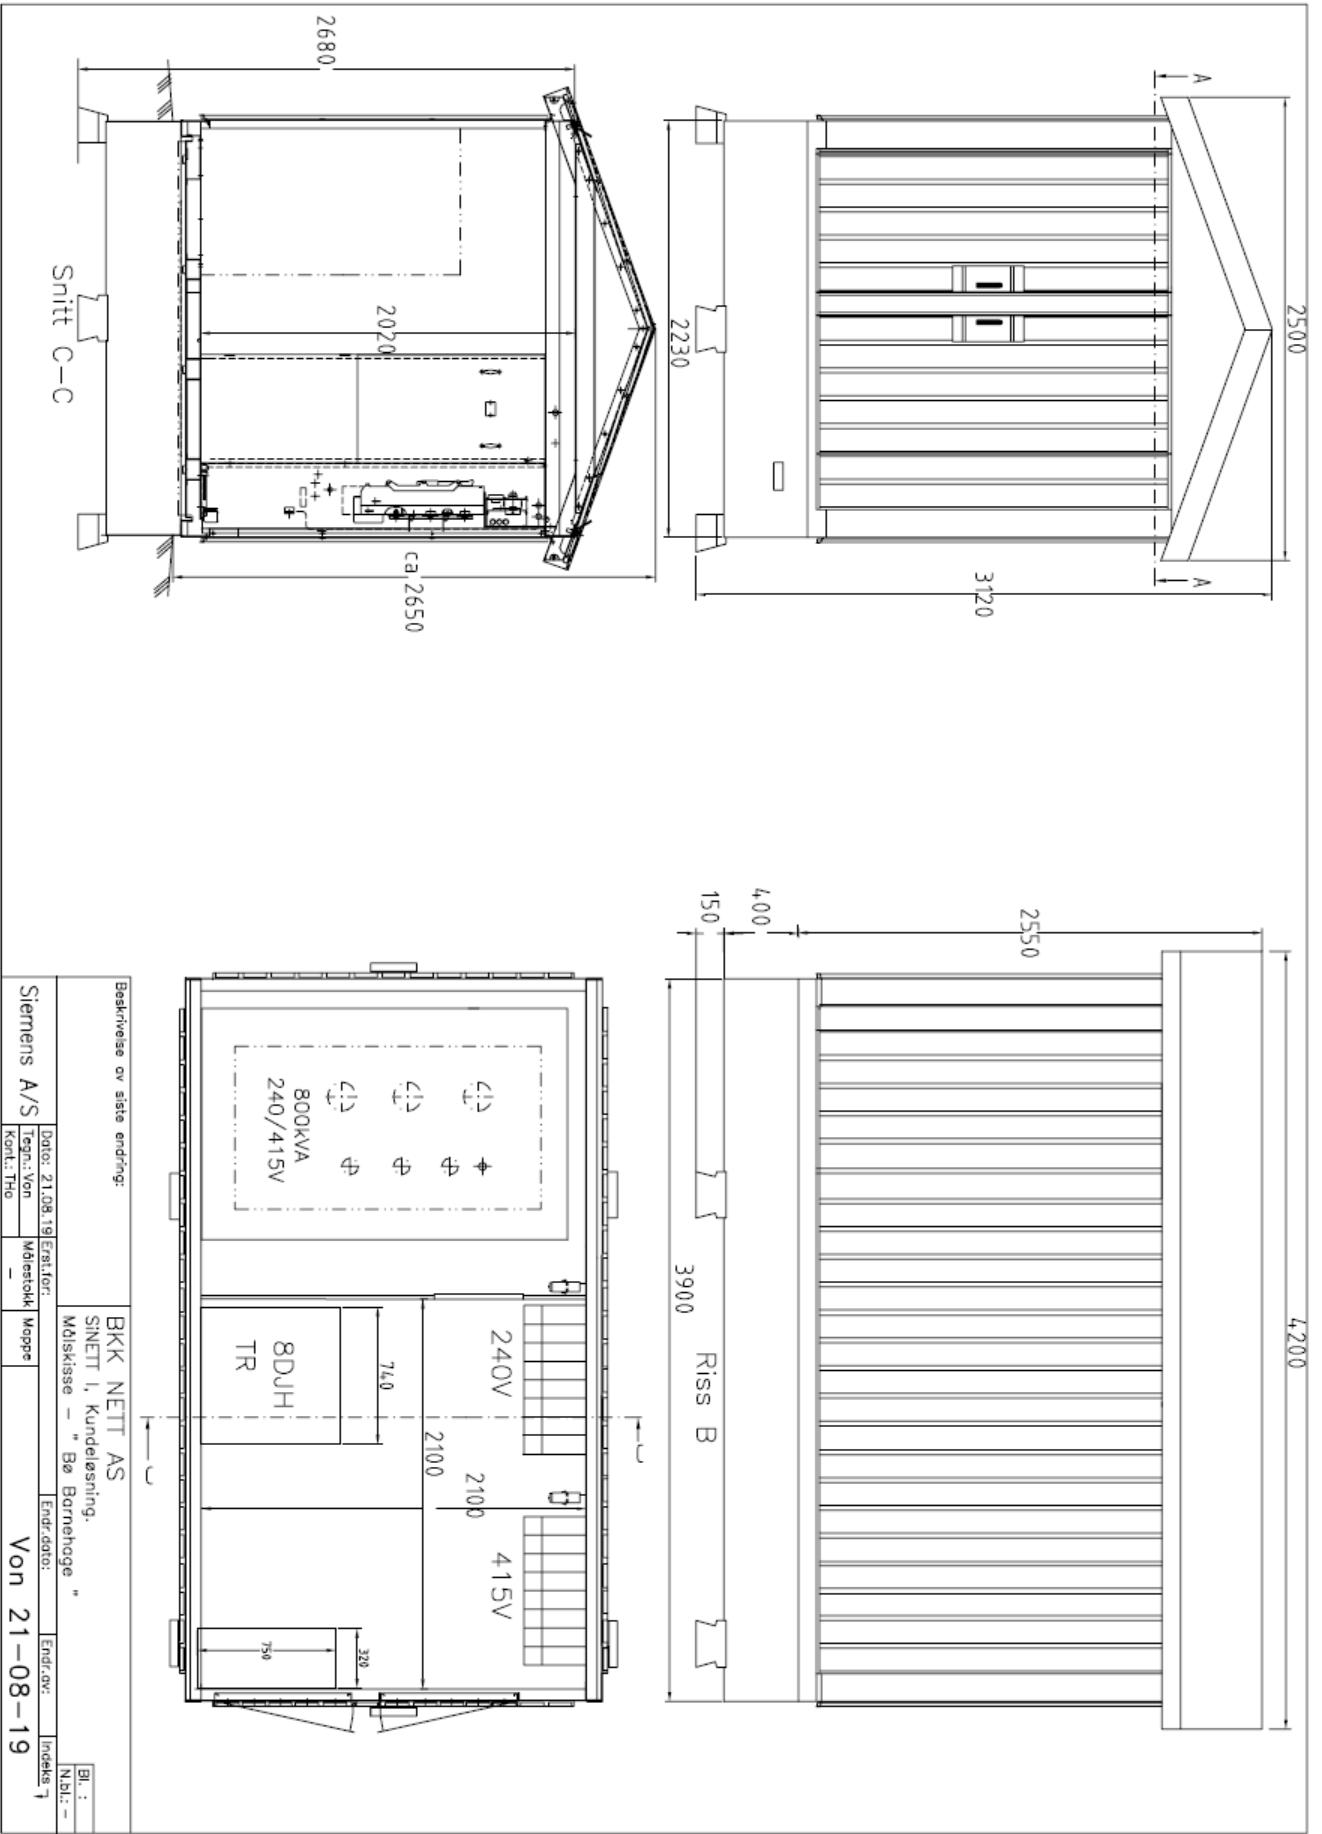 A
A
2500
3120
2230
2680
2020
ca 2650
Snitt C-C
4200
2550
400
150
3900
Riss B
800kVA
240/415V
240V
415V
8DJH
TR
740
2100
2100
750
320
C
C
Beskrivelse av siste endring:
BKK NETT AS
SiNETT I, Kundeløsning.
Målskisse - " Bø Barnehage "
Bl. :
N.bl.: -
Siemens A/S
Dato: 21.08.19
Erst.for:
Endr.dato:
Endr.av:
Indeks
Tegn.: Von
Målestokk
Mappe
Kont.: THo
-
Von 21-08-19